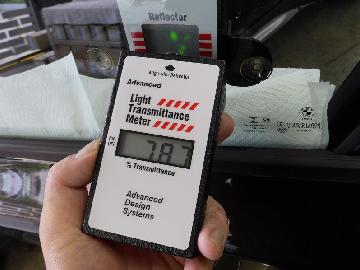 Reflector
Advanced
Light
Transmittance
Meter
78.7
% Transmittance
Advanced
Design
Systems